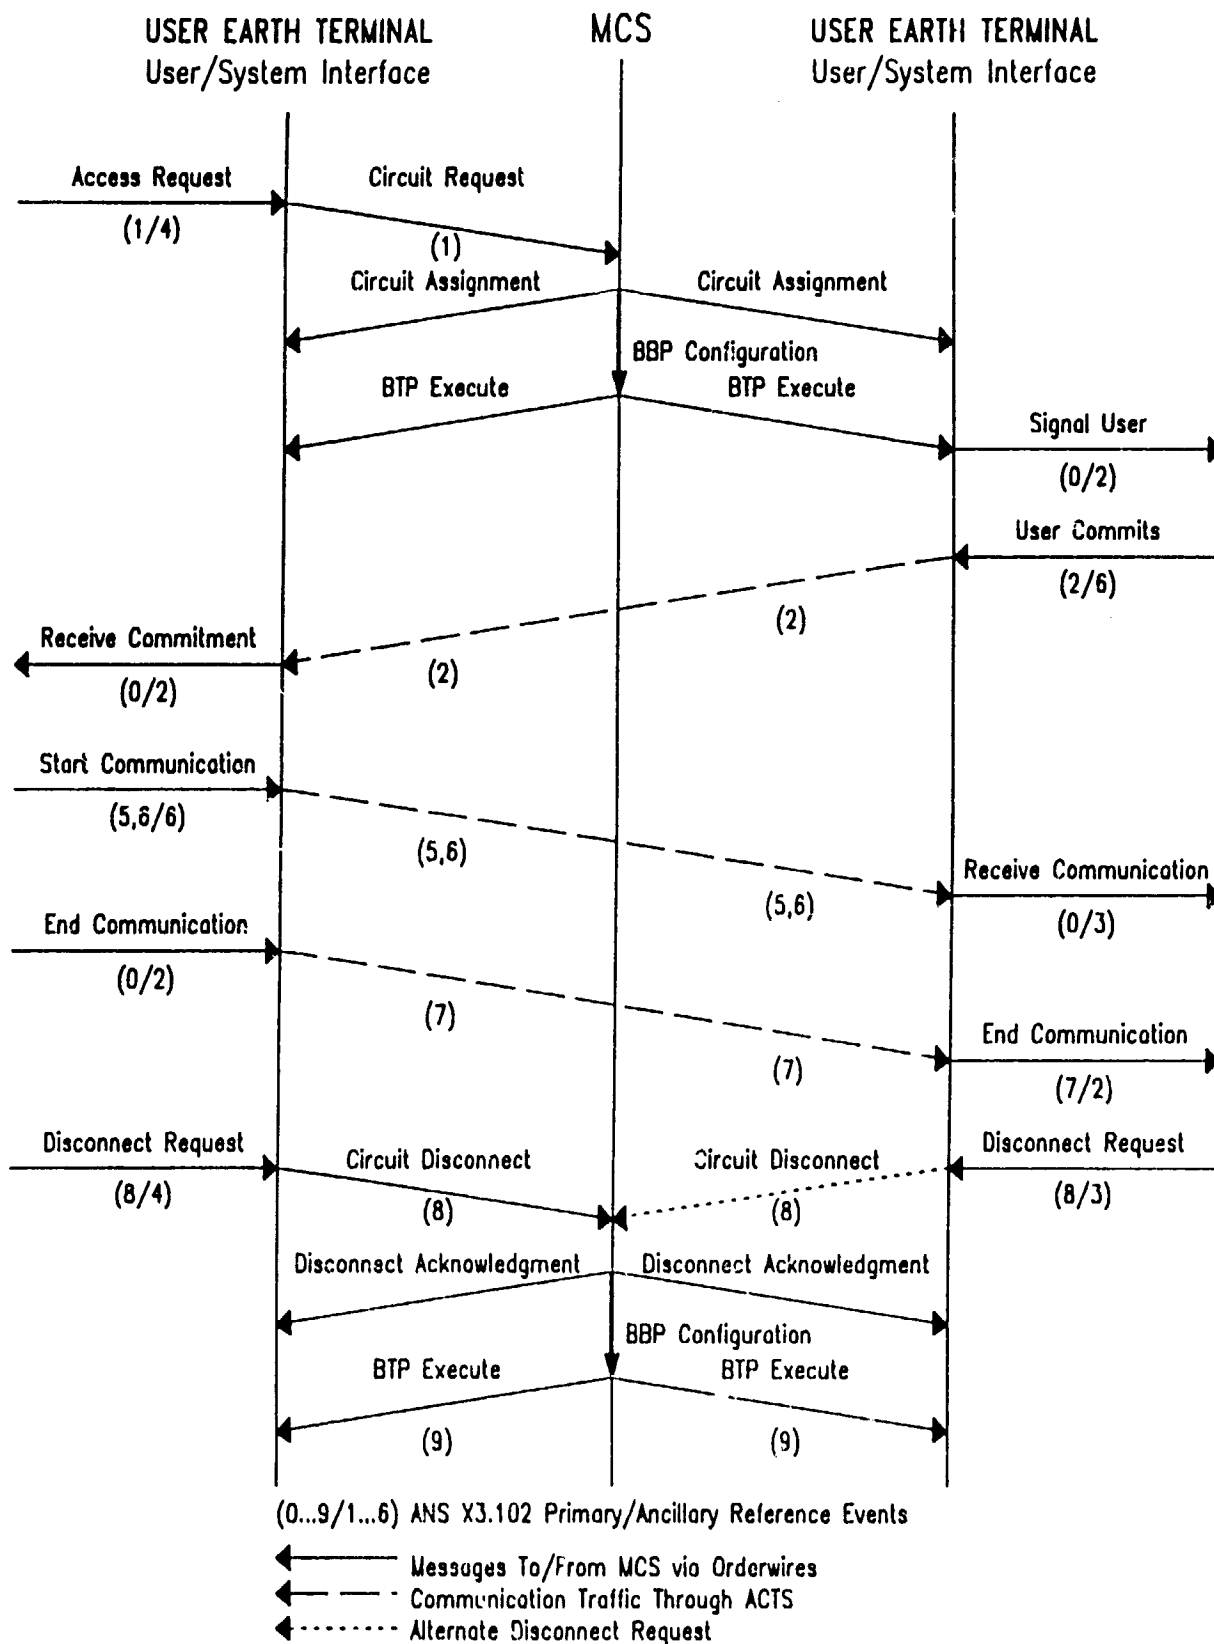 USER EARTH TERMINAL
User/System Interface
MCS
USER EARTH TERMINAL
User/System Interface
Access Request
(1/4)
Circuit Request
(1)
Circuit Assignment
Circuit Assignment
BBP Configuration
BTP Execute
BTP Execute
Signal User
(0/2)
User Commits
(2/6)
(2)
Receive Commitment
(0/2)
(2)
Start Communication
(5,6/6)
(5,6)
(5,6)
Receive Communication
(0/3)
End Communication
(0/2)
(7)
(7)
End Communication
(7/2)
Disconnect Request
(8/4)
Circuit Disconnect
(8)
Circuit Disconnect
(8)
Disconnect Request
(8/3)
Disconnect Acknowledgment
Disconnect Acknowledgment
BBP Configuration
BTP Execute
BTP Execute
(9)
(9)
(0...9/1...6) ANS X3.102 Primary/Ancillary Reference Events
Messages To/From MCS via Orderwires
Communication Traffic Through ACTS
Alternate Disconnect Request